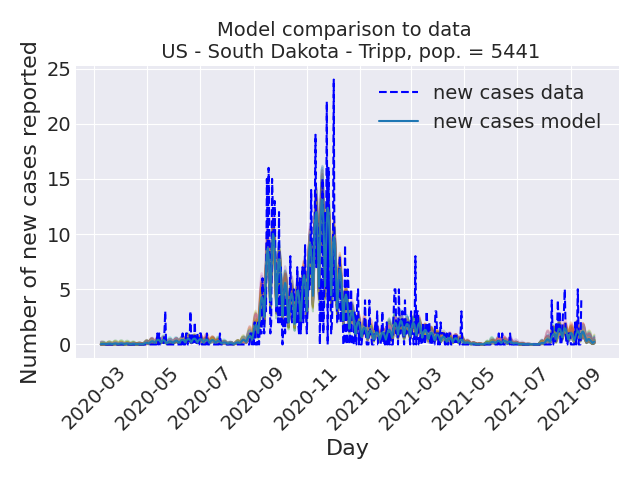 Model comparison to data
US - South Dakota - Tripp, pop. = 5441
Number of new cases reported
25
20
15
10
5
0
new cases data
new cases model
2020-03
2020-05
2020-07
2020-09
2020-11
2021-01
2021-03
2021-05
2021-07
2021-09
Day